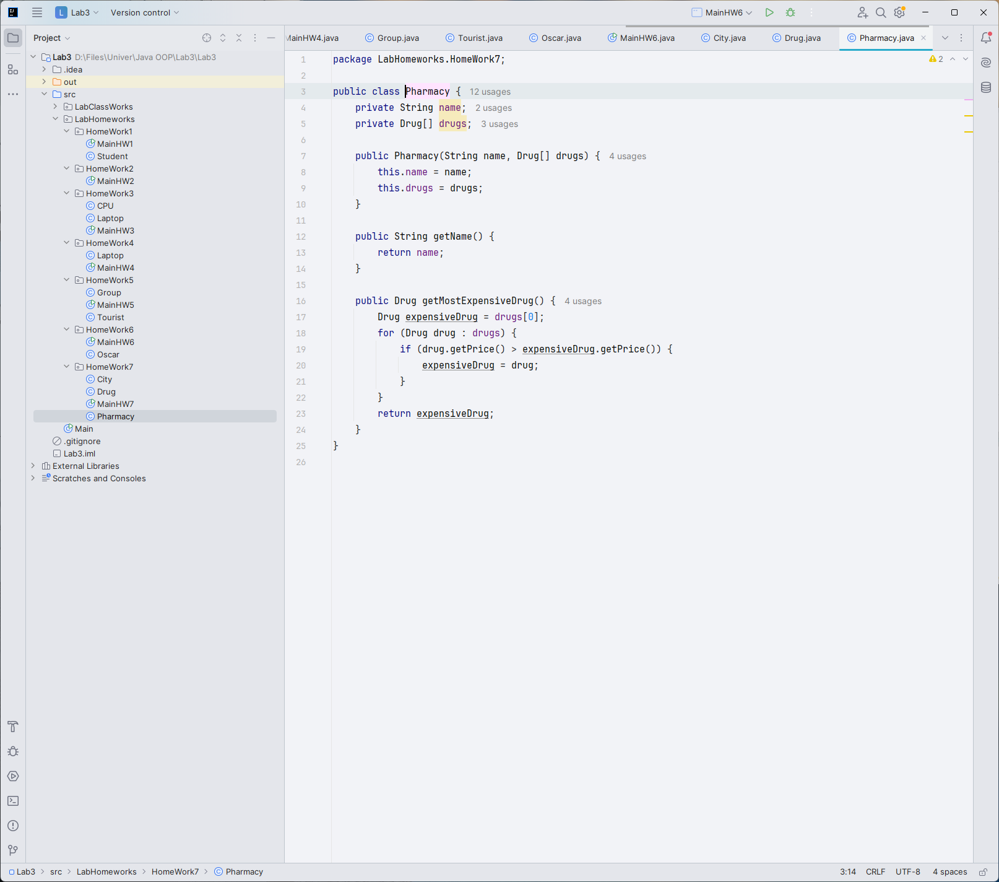 L Lab3 Version control MainHW6
Project
MainHW4.java Group.java Tourist.java Oscar.java MainHW6.java City.java Drug.java Pharmacy.java
Lab3 D:\Files\Univer\Java OOP\Lab3\Lab3
.idea
out
src
LabClassWorks
LabHomeworks
HomeWork1
MainHW1
Student
HomeWork2
MainHW2
HomeWork3
CPU
Laptop
MainHW3
HomeWork4
Laptop
MainHW4
HomeWork5
Group
MainHW5
Tourist
HomeWork6
MainHW6
Oscar
HomeWork7
City
Drug
MainHW7
Pharmacy
Main
.gitignore
Lab3.iml
External Libraries
Scratches and Consoles
1 package LabHomeworks.HomeWork7; 2
2
3 public class Pharmacy { 12 usages
4 private String name; 2 usages
5 private Drug[] drugs; 3 usages
6
7 public Pharmacy(String name, Drug[] drugs) { 4 usages
8 this.name = name;
9 this.drugs = drugs;
10 }
11
12 public String getName() {
13 return name;
14 }
15
16 public Drug getMostExpensiveDrug() { 4 usages
17 Drug expensiveDrug = drugs[0];
18 for (Drug drug : drugs) {
19 if (drug.getPrice() > expensiveDrug.getPrice()) {
20 expensiveDrug = drug;
21 }
22 }
23 return expensiveDrug;
24 }
25 }
26
Lab3 > src > LabHomeworks > HomeWork7 > Pharmacy 3:14 CRLF UTF-8 4 spaces